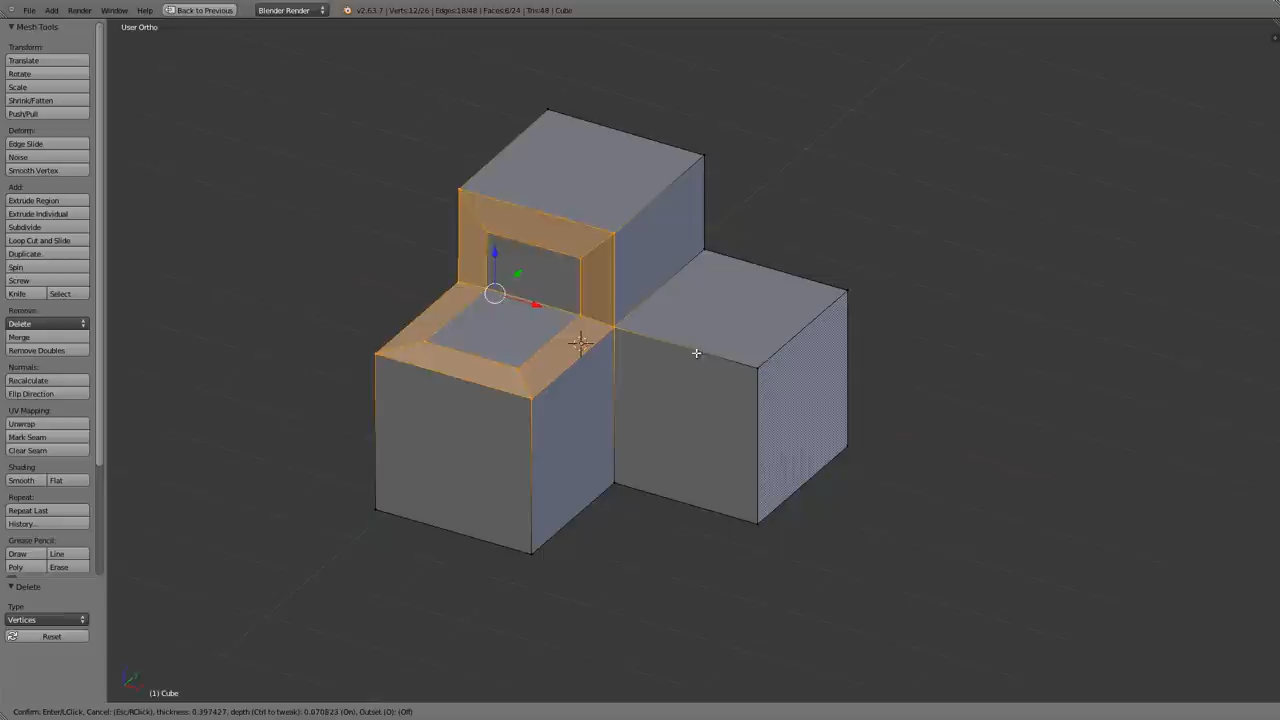 File Add Render Window Help Back to Previous Blender Render v2.63.7 | Verts:12/26 | Edges:18/48 | Faces:6/24 | Tris:48 | Cube
Mesh Tools
User Ortho
Transform:
Translate
Rotate
Scale
Shrink/Fatten
Push/Pull
Deform:
Edge Slide
Noise
Smooth Vertex
Add:
Extrude Region
Extrude Individual
Subdivide
Loop Cut and Slide
Duplicate
Spin
Screw
Knife Select
Remove:
Delete
Merge
Remove Doubles
Normals:
Recalculate
Flip Direction
UV Mapping:
Unwrap
Mark Seam
Clear Seam
Shading
Smooth Flat
Repeat:
Repeat Last
History...
Grease Pencil:
Draw Line
Poly Erase
Delete
Type
Vertices
Reset
(1) Cube
Confirm: Enter/LClick, Cancel: (Esc/RClick), thickness: 0.397427, depth (Ctrl to tweak): 0.070823 (On), Outset (O): (Off)